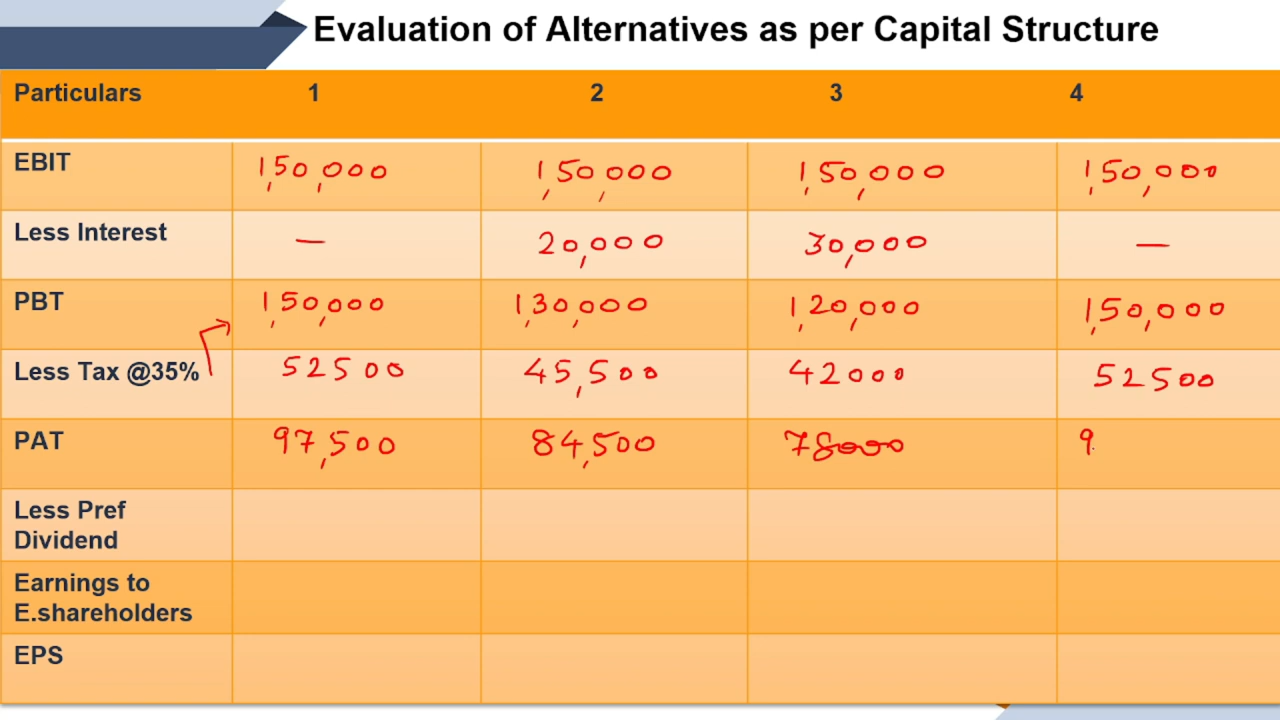 Evaluation of Alternatives as per Capital Structure
Particulars 1 2 3 4
EBIT 1,50,000 1,50,000 1,50,000 1,50,000
Less Interest — 20,000 30,000 —
PBT 1,50,000 1,30,000 1,20,000 1,50,000
Less Tax @35% 52500 45,500 42000 52500
PAT 97,500 84,500 78000 9
Less Pref
Dividend
Earnings to
E.shareholders
EPS